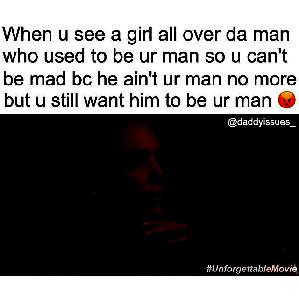 When u see a girl all over da man
who used to be ur man so u can't
be mad bc he ain't ur man no more
but u still want him to be ur man 😡
@daddyissues_
#UnforgettableMovie